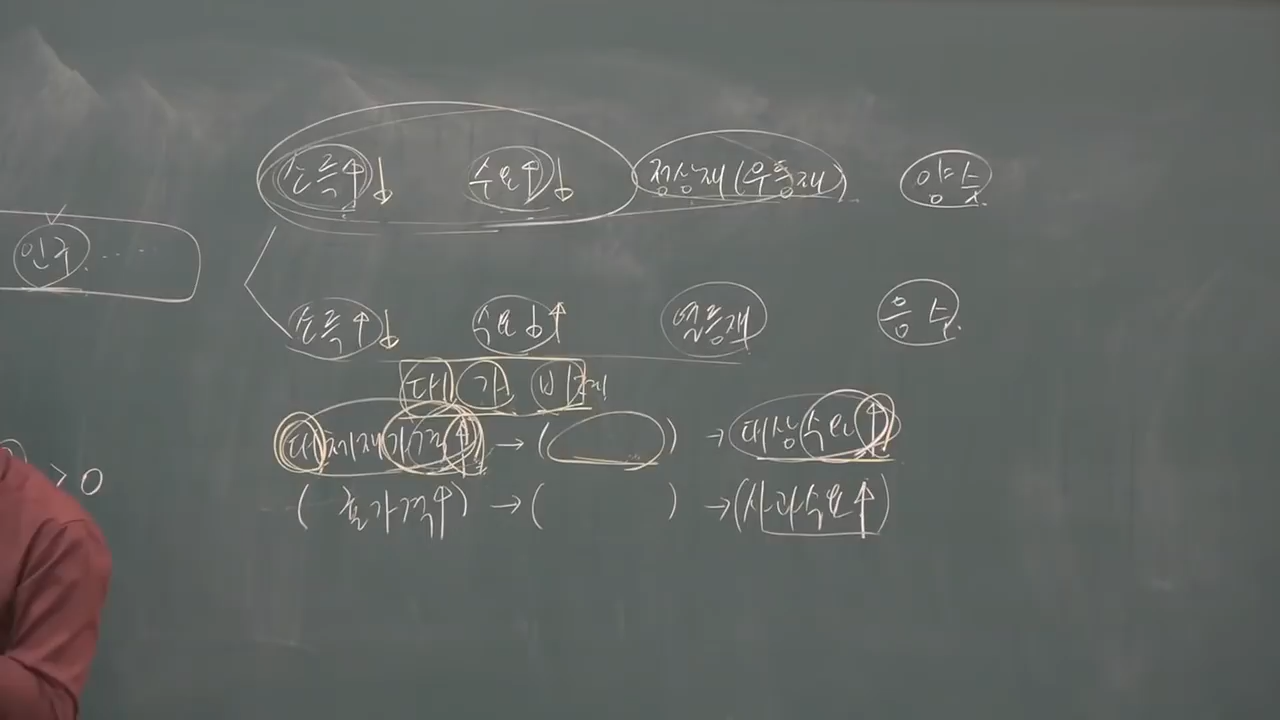 소득↑↓ 수요↑↓ 정상재(우등재) 양수
인구 ...
소득↑↓ 수요↓↑ 열등재 음수
대 가 비례
대체재가격↑ → ( ) → 대상수요↑
> 0
(귤가격↑) → ( ) → (사과수요↑)